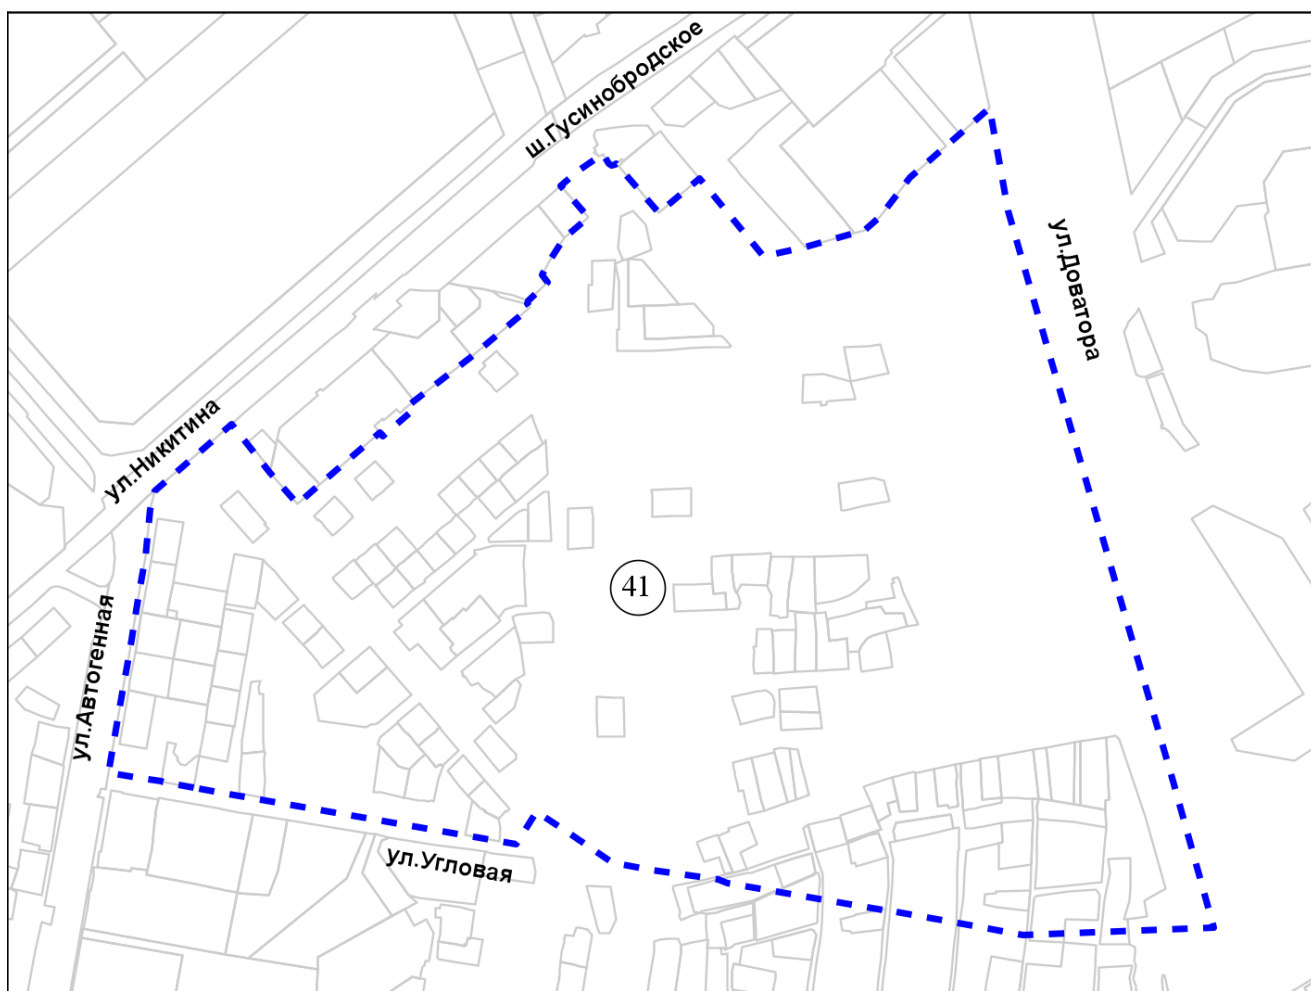 ш.Гусинобродское
ул.Доватора
ул.Никитина
41
ул.Автогенная
ул.Угловая